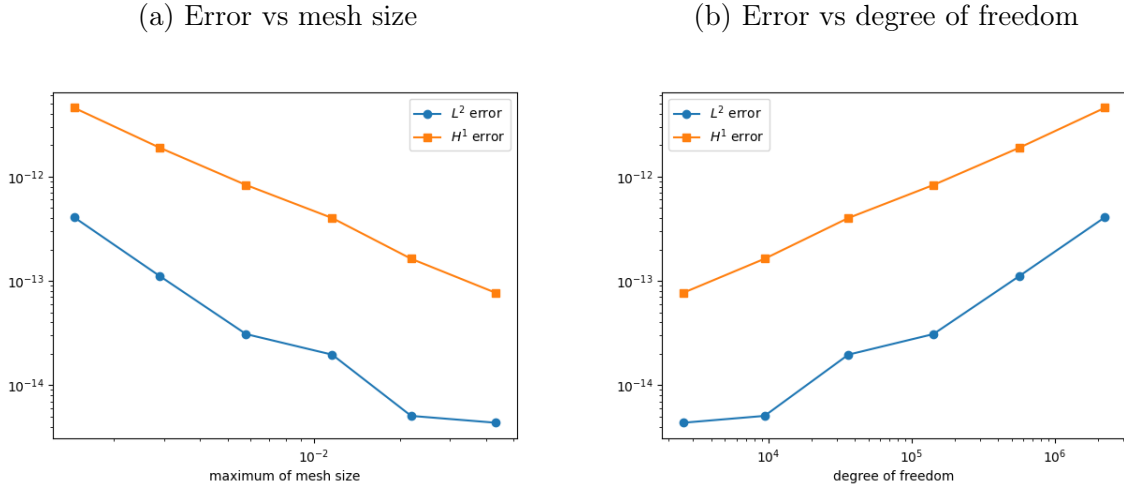 (a) Error vs mesh size
(b) Error vs degree of freedom
L² error
H¹ error
10⁻¹²
10⁻¹³
10⁻¹⁴
10⁻²
maximum of mesh size
L² error
H¹ error
10⁻¹²
10⁻¹³
10⁻¹⁴
10⁴
10⁵
10⁶
degree of freedom